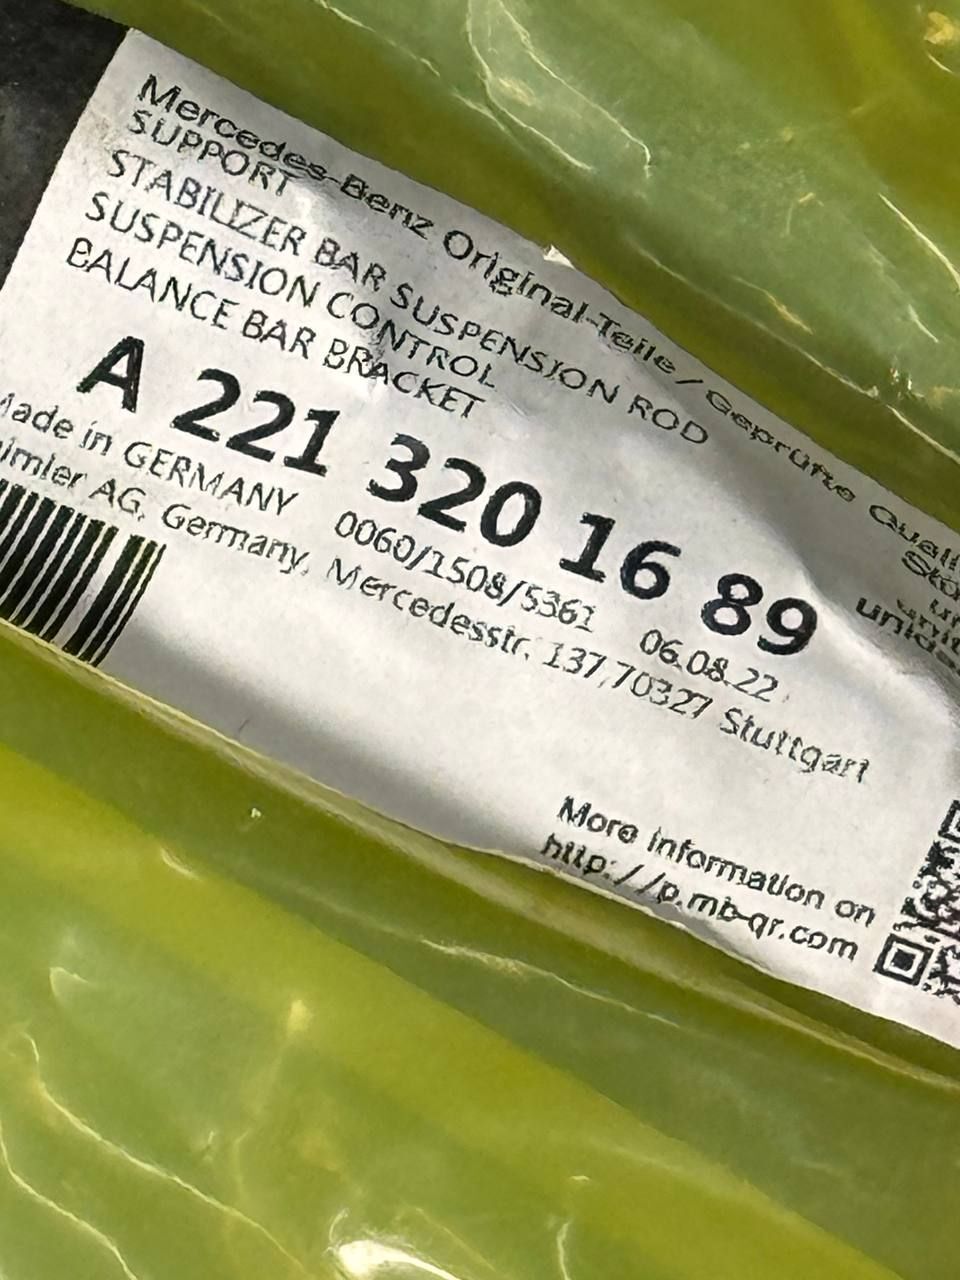 Mercedes-Benz Original-Teile / Geprüfte
SUPPORT
STABILIZER BAR SUSPENSION ROD
SUSPENSION CONTROL
BALANCE BAR BRACKET
A 221 320 16 89
Made in GERMANY 0060/1508/5361 06.08.22
Daimler AG, Germany, Mercedesstr. 137,70327 Stuttgart
More information on
http://p.mb-qr.com